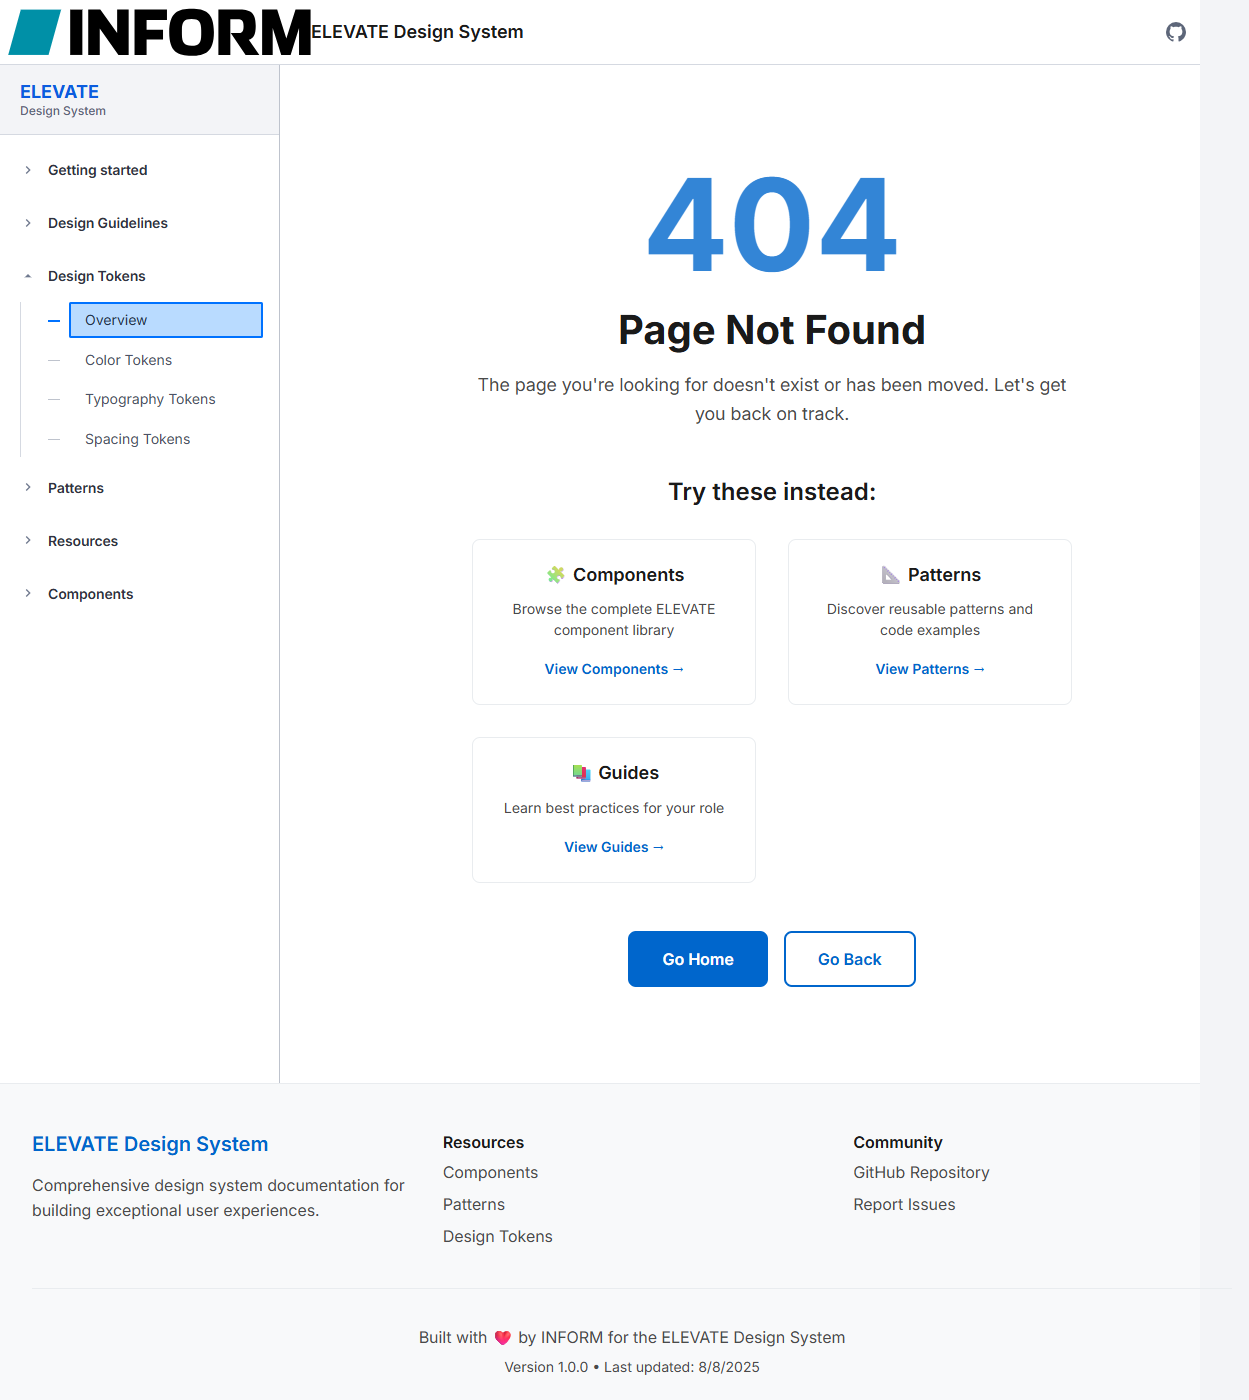 INFORM ELEVATE Design System
ELEVATE
Design System
Getting started
Design Guidelines
Design Tokens
Overview
Color Tokens
Typography Tokens
Spacing Tokens
Patterns
Resources
Components
404
Page Not Found
The page you're looking for doesn't exist or has been moved. Let's get
you back on track.
Try these instead:
Components
Browse the complete ELEVATE
component library
View Components →
Patterns
Discover reusable patterns and
code examples
View Patterns →
Guides
Learn best practices for your role
View Guides →
Go Home
Go Back
ELEVATE Design System
Comprehensive design system documentation for
building exceptional user experiences.
Resources
Components
Patterns
Design Tokens
Community
GitHub Repository
Report Issues
Built with ❤️ by INFORM for the ELEVATE Design System
Version 1.0.0 • Last updated: 8/8/2025